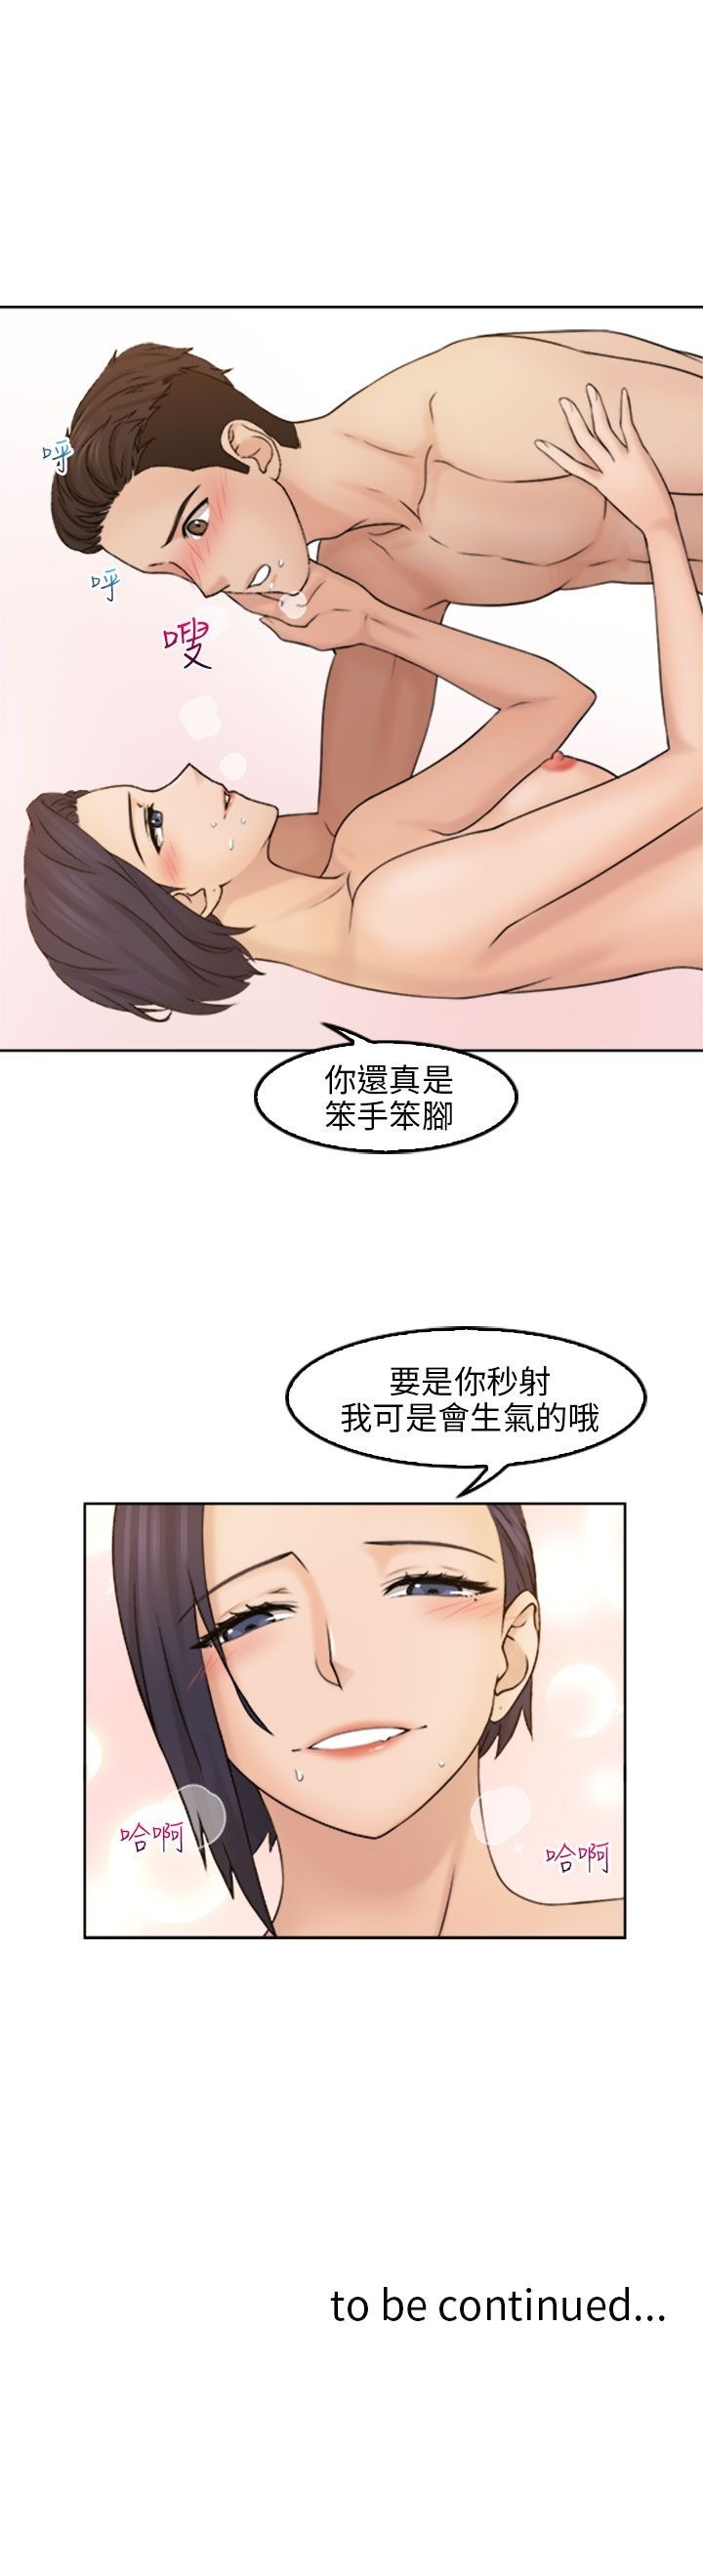 呼
呼
嗖
你還真是
笨手笨腳
要是你秒射
我可是會生氣的哦
哈啊
哈啊
to be continued...